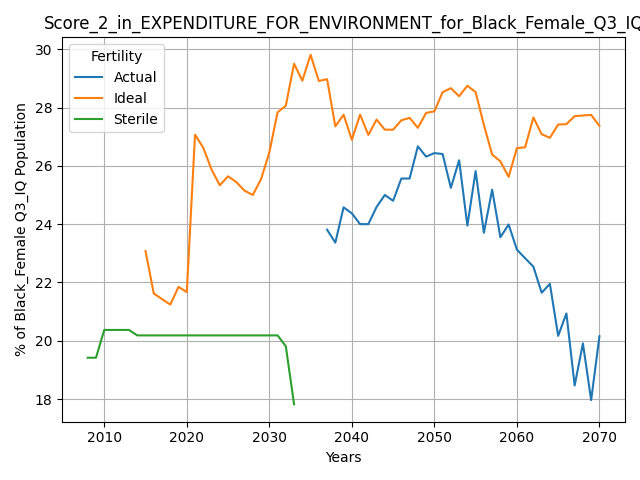 Score_2_in_EXPENDITURE_FOR_ENVIRONMENT_for_Black_Female_Q3_IQ
Fertility
Actual
Ideal
Sterile
% of Black_Female Q3_IQ Population
30
28
26
24
22
20
18
2010 2020 2030 2040 2050 2060 2070
Years